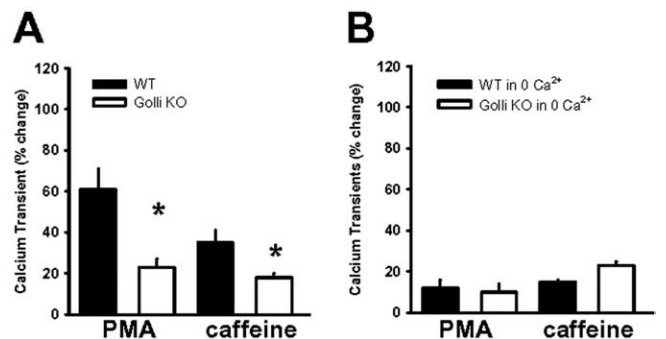 A
Calcium Transient (% change)
120
100
80
60
40
20
0
WT
Golli KO
*
*
PMA caffeine
B
Calcium Transients (% change)
120
100
80
60
40
20
0
WT in 0 Ca²⁺
Golli KO in 0 Ca²⁺
PMA caffeine